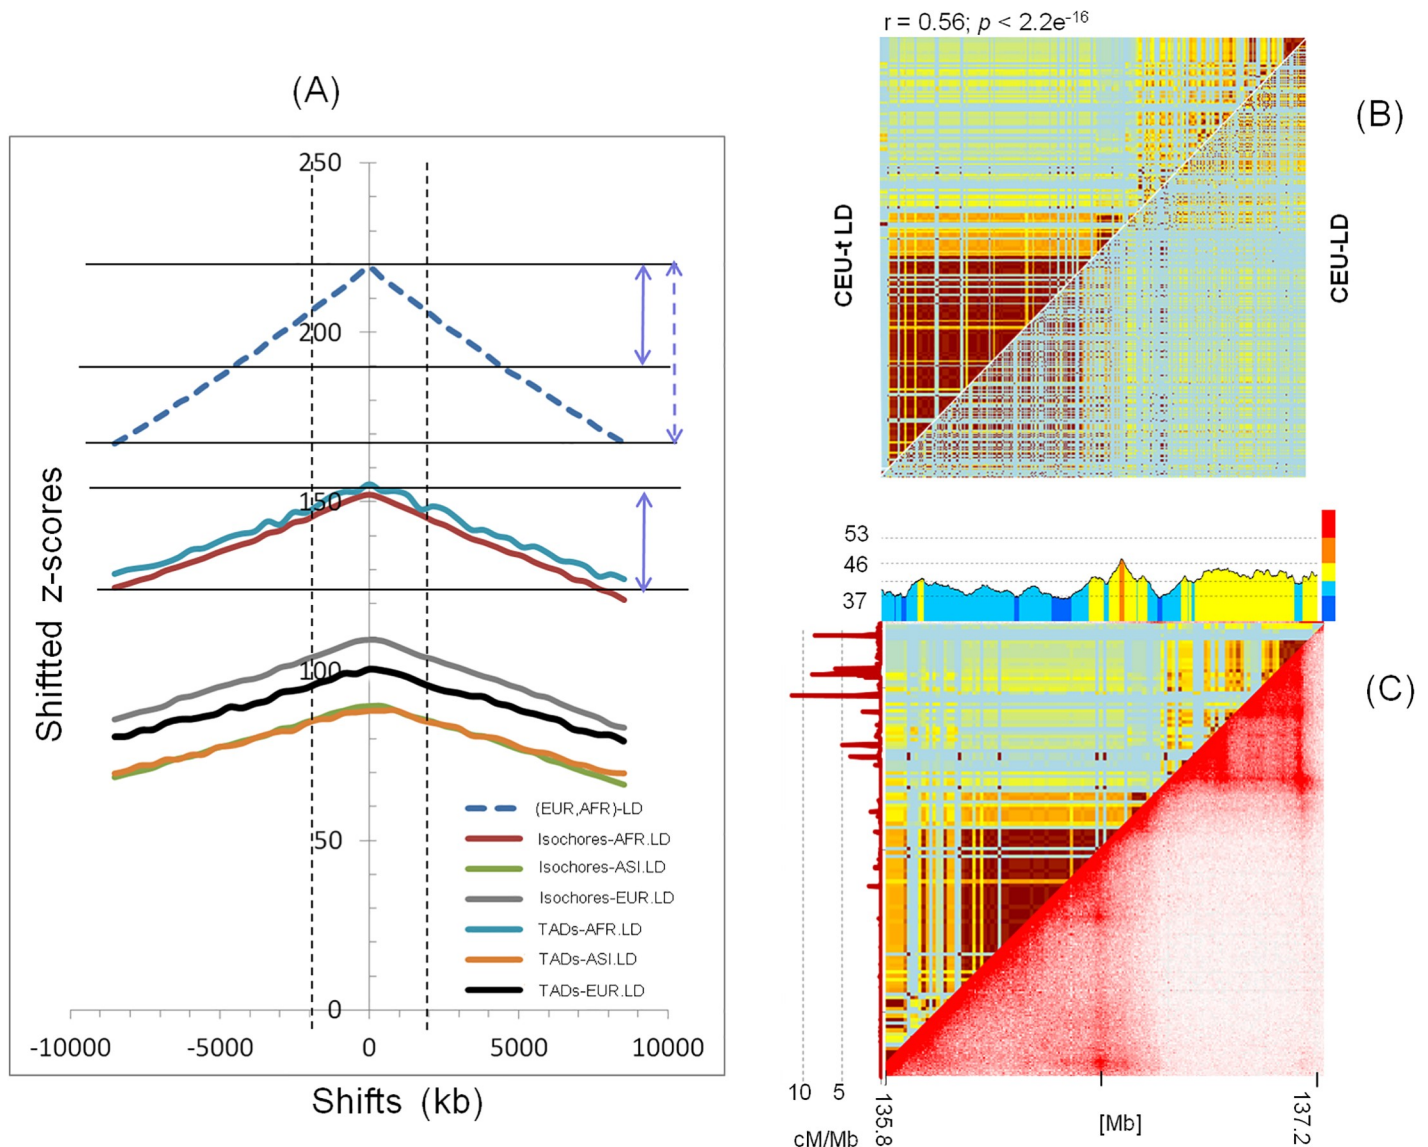 (A)
250
200
150
100
50
0
-10000 -5000 0 5000 10000
Shifts (kb)
Shiftted z-scores
(EUR,AFR)-LD
Isochores-AFR.LD
Isochores-ASI.LD
Isochores-EUR.LD
TADs-AFR.LD
TADs-ASI.LD
TADs-EUR.LD
r = 0.56; p < 2.2e-16
(B)
CEU-t LD
CEU-LD
53
46
37
(C)
10 5
cM/Mb
135.8
[Mb]
137.2